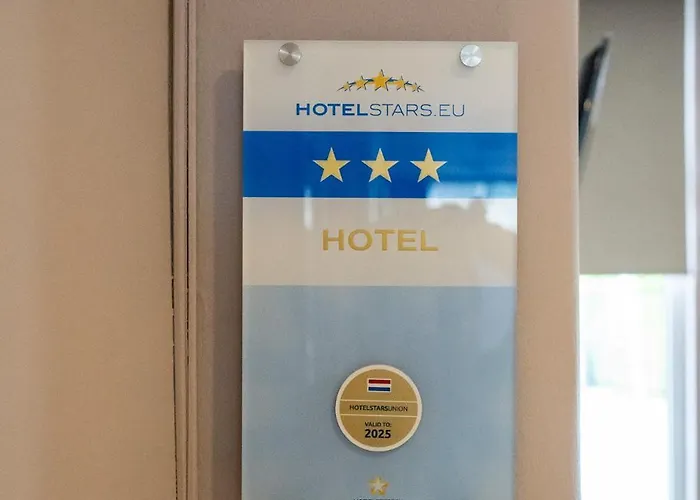 HOTELSTARS.EU
HOTEL
HOTELSTARSUNION
VALID TO:
2025